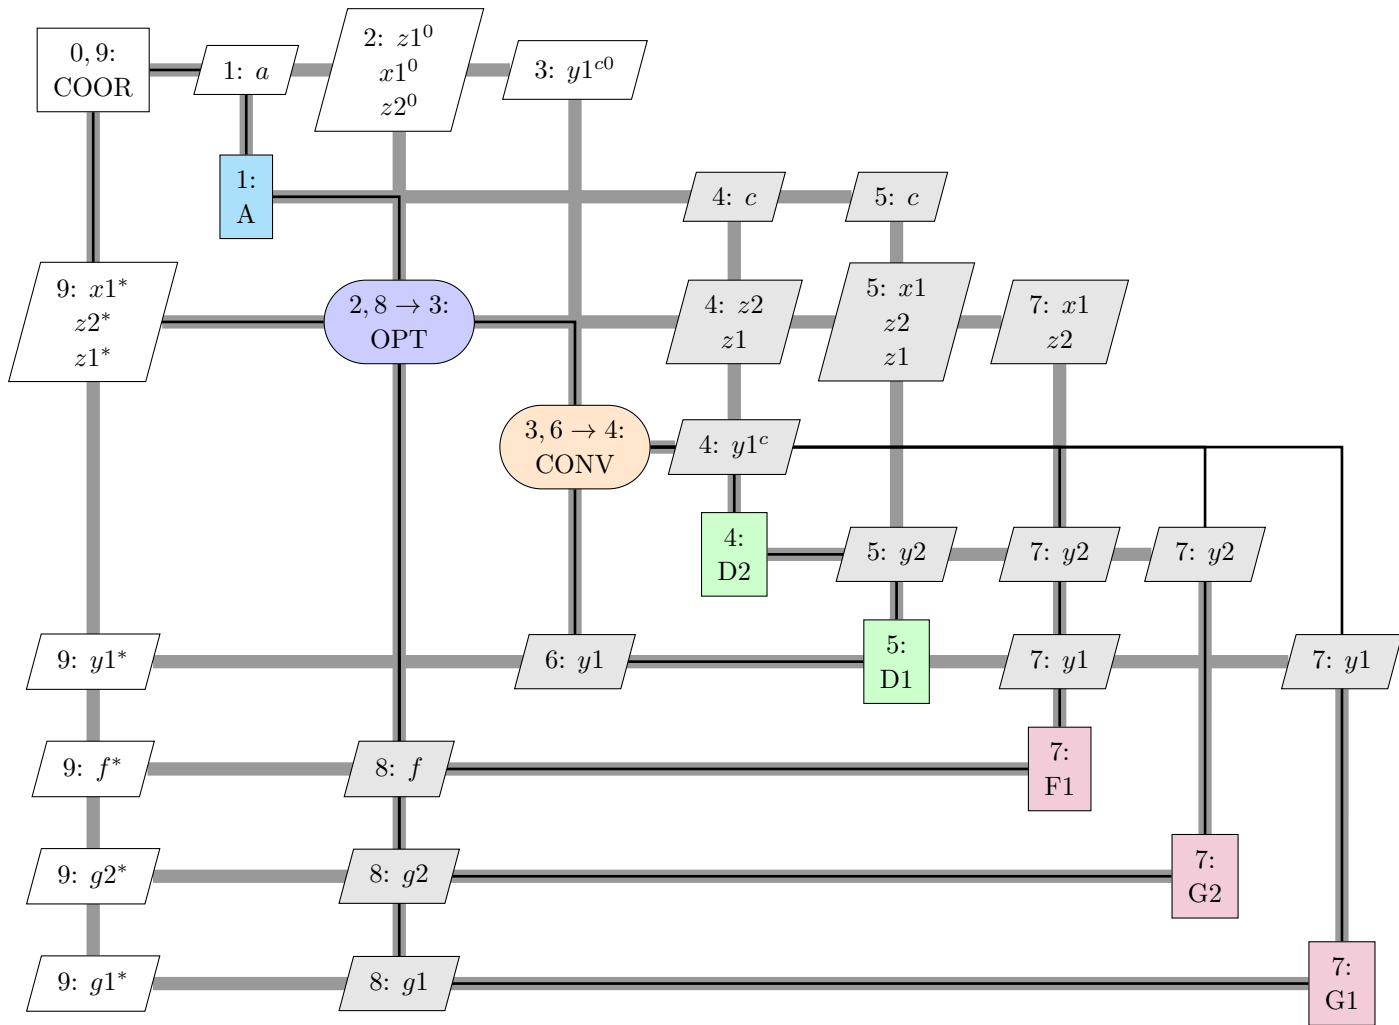 0, 9:
COOR
1: a
2: z1⁰
x1⁰
z2⁰
3: y1ᶜ⁰
1:
A
4: c
5: c
9: x1*
z2*
z1*
2, 8 → 3:
OPT
4: z2
z1
5: x1
z2
z1
7: x1
z2
3, 6 → 4:
CONV
4: y1ᶜ
4:
D2
5: y2
7: y2
7: y2
9: y1*
6: y1
5:
D1
7: y1
7: y1
9: f*
8: f
7:
F1
9: g2*
8: g2
7:
G2
9: g1*
8: g1
7:
G1